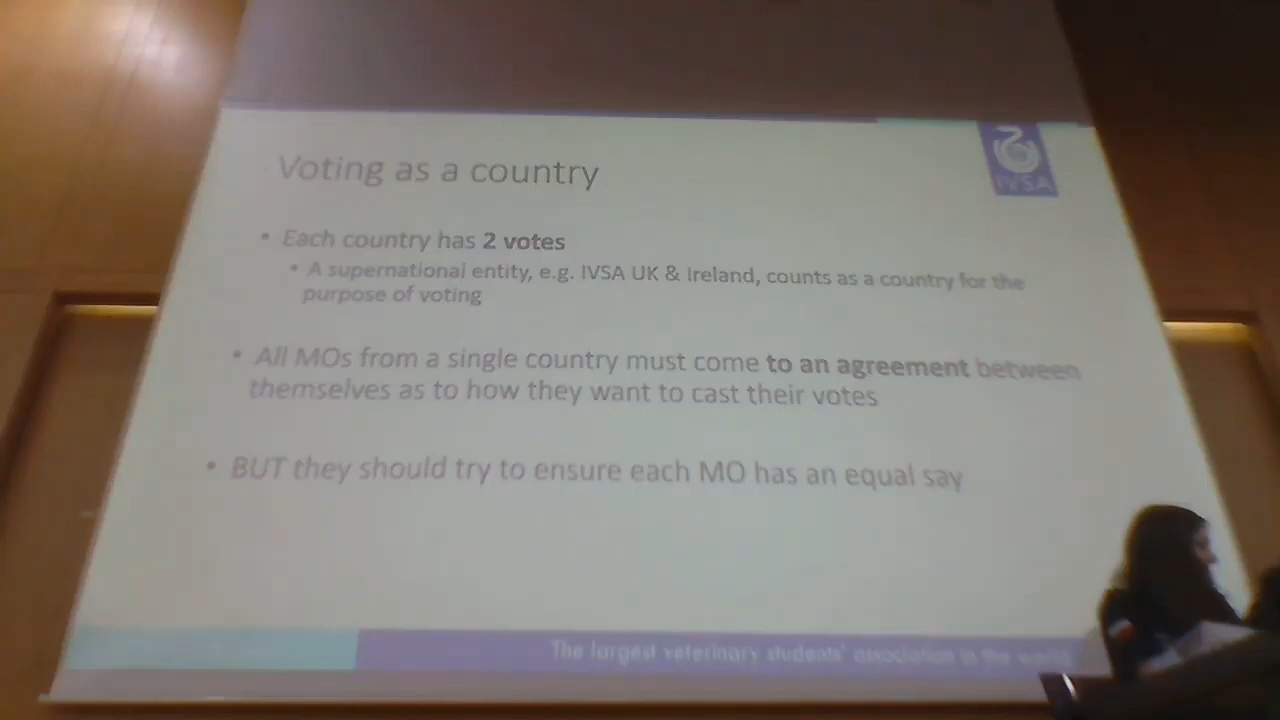 Voting as a country
IVSA
• Each country has 2 votes
• A supernational entity, e.g. IVSA UK & Ireland, counts as a country for the
purpose of voting
• All MOs from a single country must come to an agreement between
themselves as to how they want to cast their votes
• BUT they should try to ensure each MO has an equal say
The largest veterinary students' association in the world